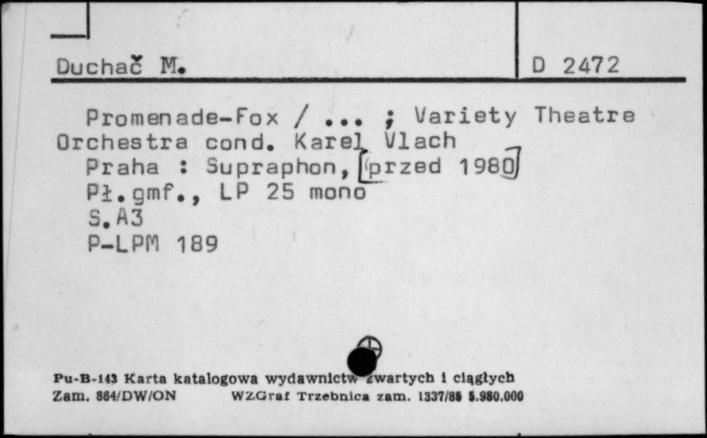 Duchač M.
D 2472
Promenade-Fox / ... ; Variety Theatre
Orchestra cond. Karel Vlach
Praha : Supraphon, [przed 1980]
Pł.gmf., LP 25 mono
S.A3
P-LPM 189
Pu-B-143 Karta katalogowa wydawnictw zwartych i ciągłych
Zam. 864/DW/ON WZGraf Trzebnica zam. 1337/86 5.980.000